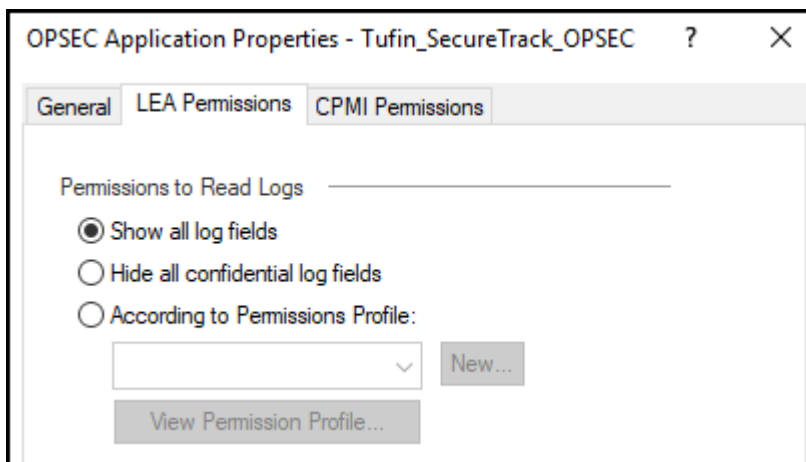 OPSEC Application Properties - Tufin_SecureTrack_OPSEC ? ×
General LEA Permissions CPMI Permissions
Permissions to Read Logs
Show all log fields
Hide all confidential log fields
According to Permissions Profile:
New...
View Permission Profile...